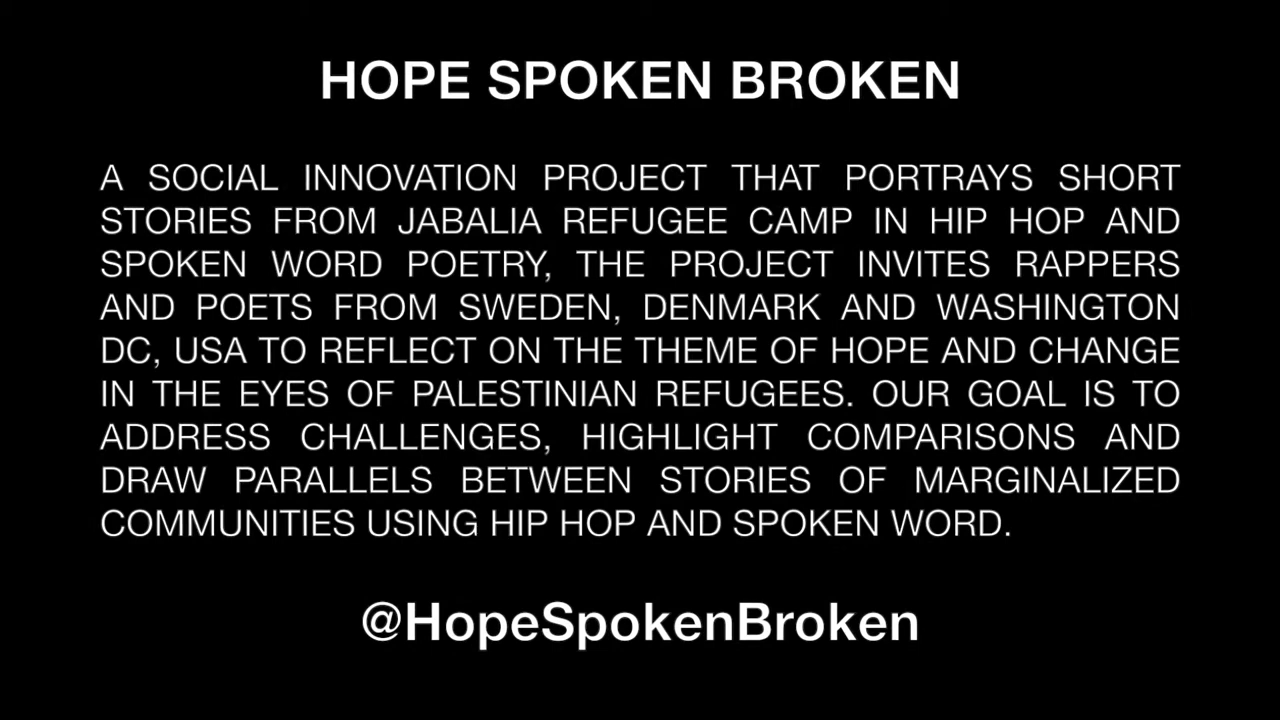 HOPE SPOKEN BROKEN
A SOCIAL INNOVATION PROJECT THAT PORTRAYS SHORT
STORIES FROM JABALIA REFUGEE CAMP IN HIP HOP AND
SPOKEN WORD POETRY, THE PROJECT INVITES RAPPERS
AND POETS FROM SWEDEN, DENMARK AND WASHINGTON
DC, USA TO REFLECT ON THE THEME OF HOPE AND CHANGE
IN THE EYES OF PALESTINIAN REFUGEES. OUR GOAL IS TO
ADDRESS CHALLENGES, HIGHLIGHT COMPARISONS AND
DRAW PARALLELS BETWEEN STORIES OF MARGINALIZED
COMMUNITIES USING HIP HOP AND SPOKEN WORD.
@HopeSpokenBroken